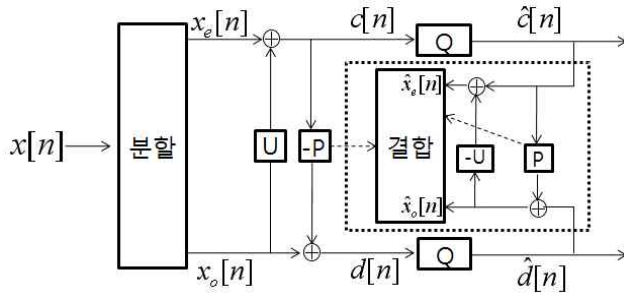 x_e[n]
c[n]
Q
ĉ[n]
x̂_e[n]
x[n]
분할
U
-P
결합
-U
P
x̂_o[n]
x_o[n]
d[n]
Q
d̂[n]